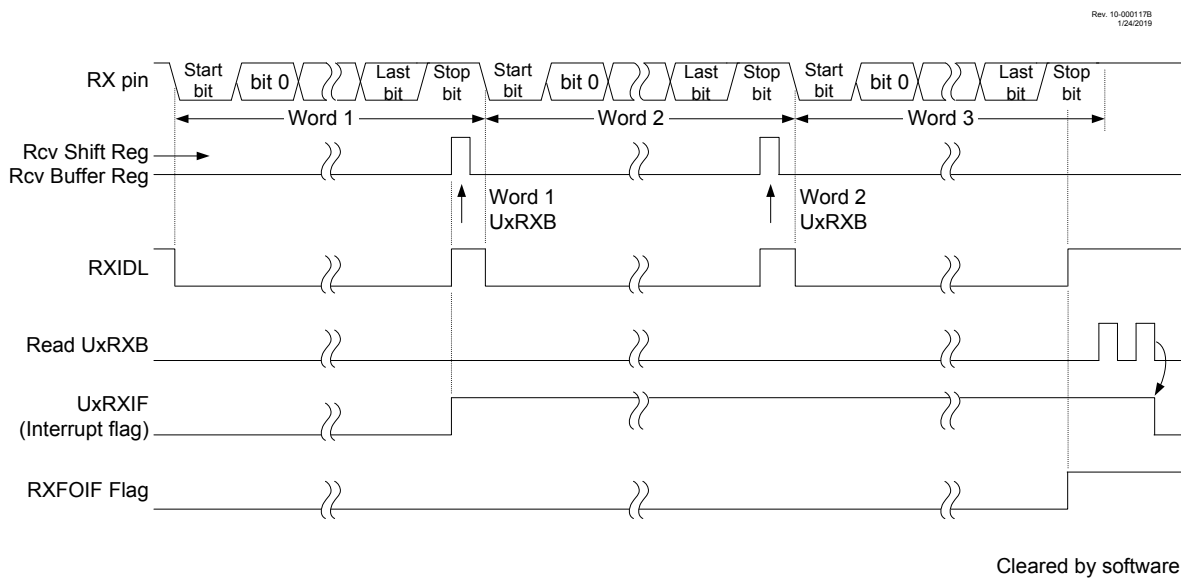 Rev. 10-000117B
1/24/2019
RX pin
Start bit
bit 0
Last bit
Stop bit
Start bit
bit 0
Last bit
Stop bit
Start bit
bit 0
Last bit
Stop bit
Word 1
Word 2
Word 3
Rcv Shift Reg
Rcv Buffer Reg
Word 1
UxRXB
Word 2
UxRXB
RXIDL
Read UxRXB
UxRXIF
(Interrupt flag)
RXFOIF Flag
Cleared by software